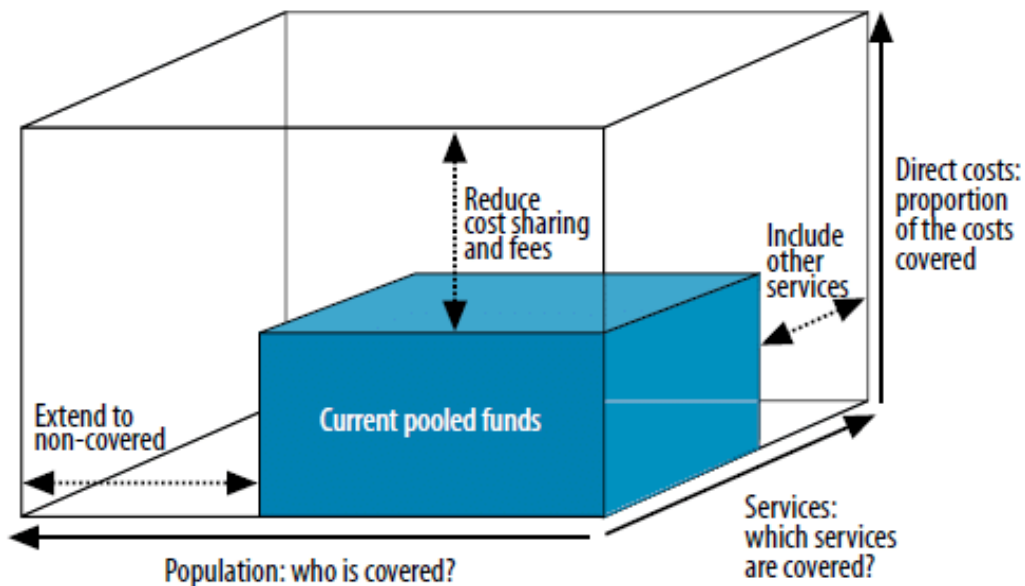 Reduce
cost sharing
and fees
Direct costs:
proportion
of the costs
covered
Include
other
services
Extend to
non-covered
Current pooled funds
Services:
which services
are covered?
Population: who is covered?